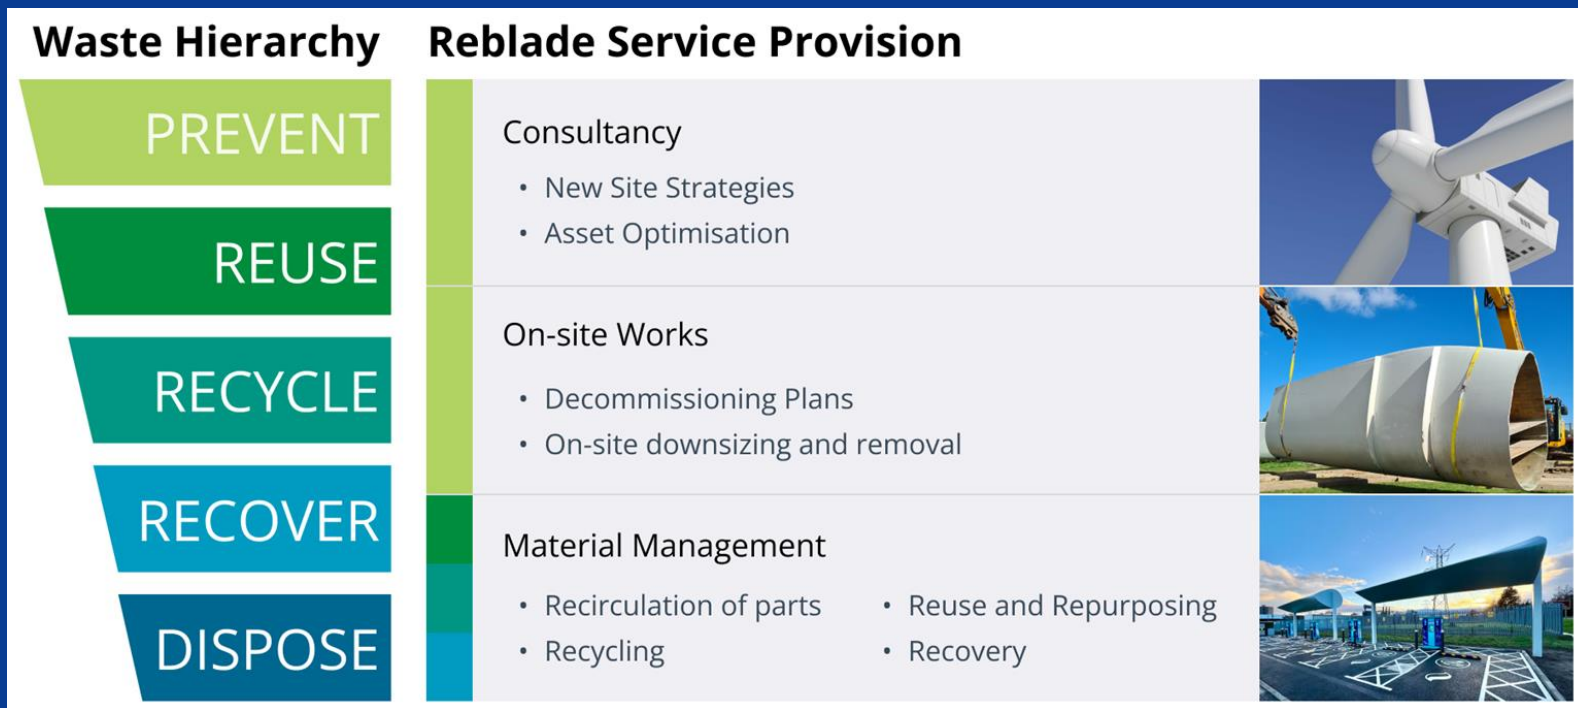 Waste Hierarchy
PREVENT
REUSE
RECYCLE
RECOVER
DISPOSE
Reblade Service Provision
Consultancy
• New Site Strategies
• Asset Optimisation
On-site Works
• Decommissioning Plans
• On-site downsizing and removal
Material Management
• Recirculation of parts
• Recycling
• Reuse and Repurposing
• Recovery